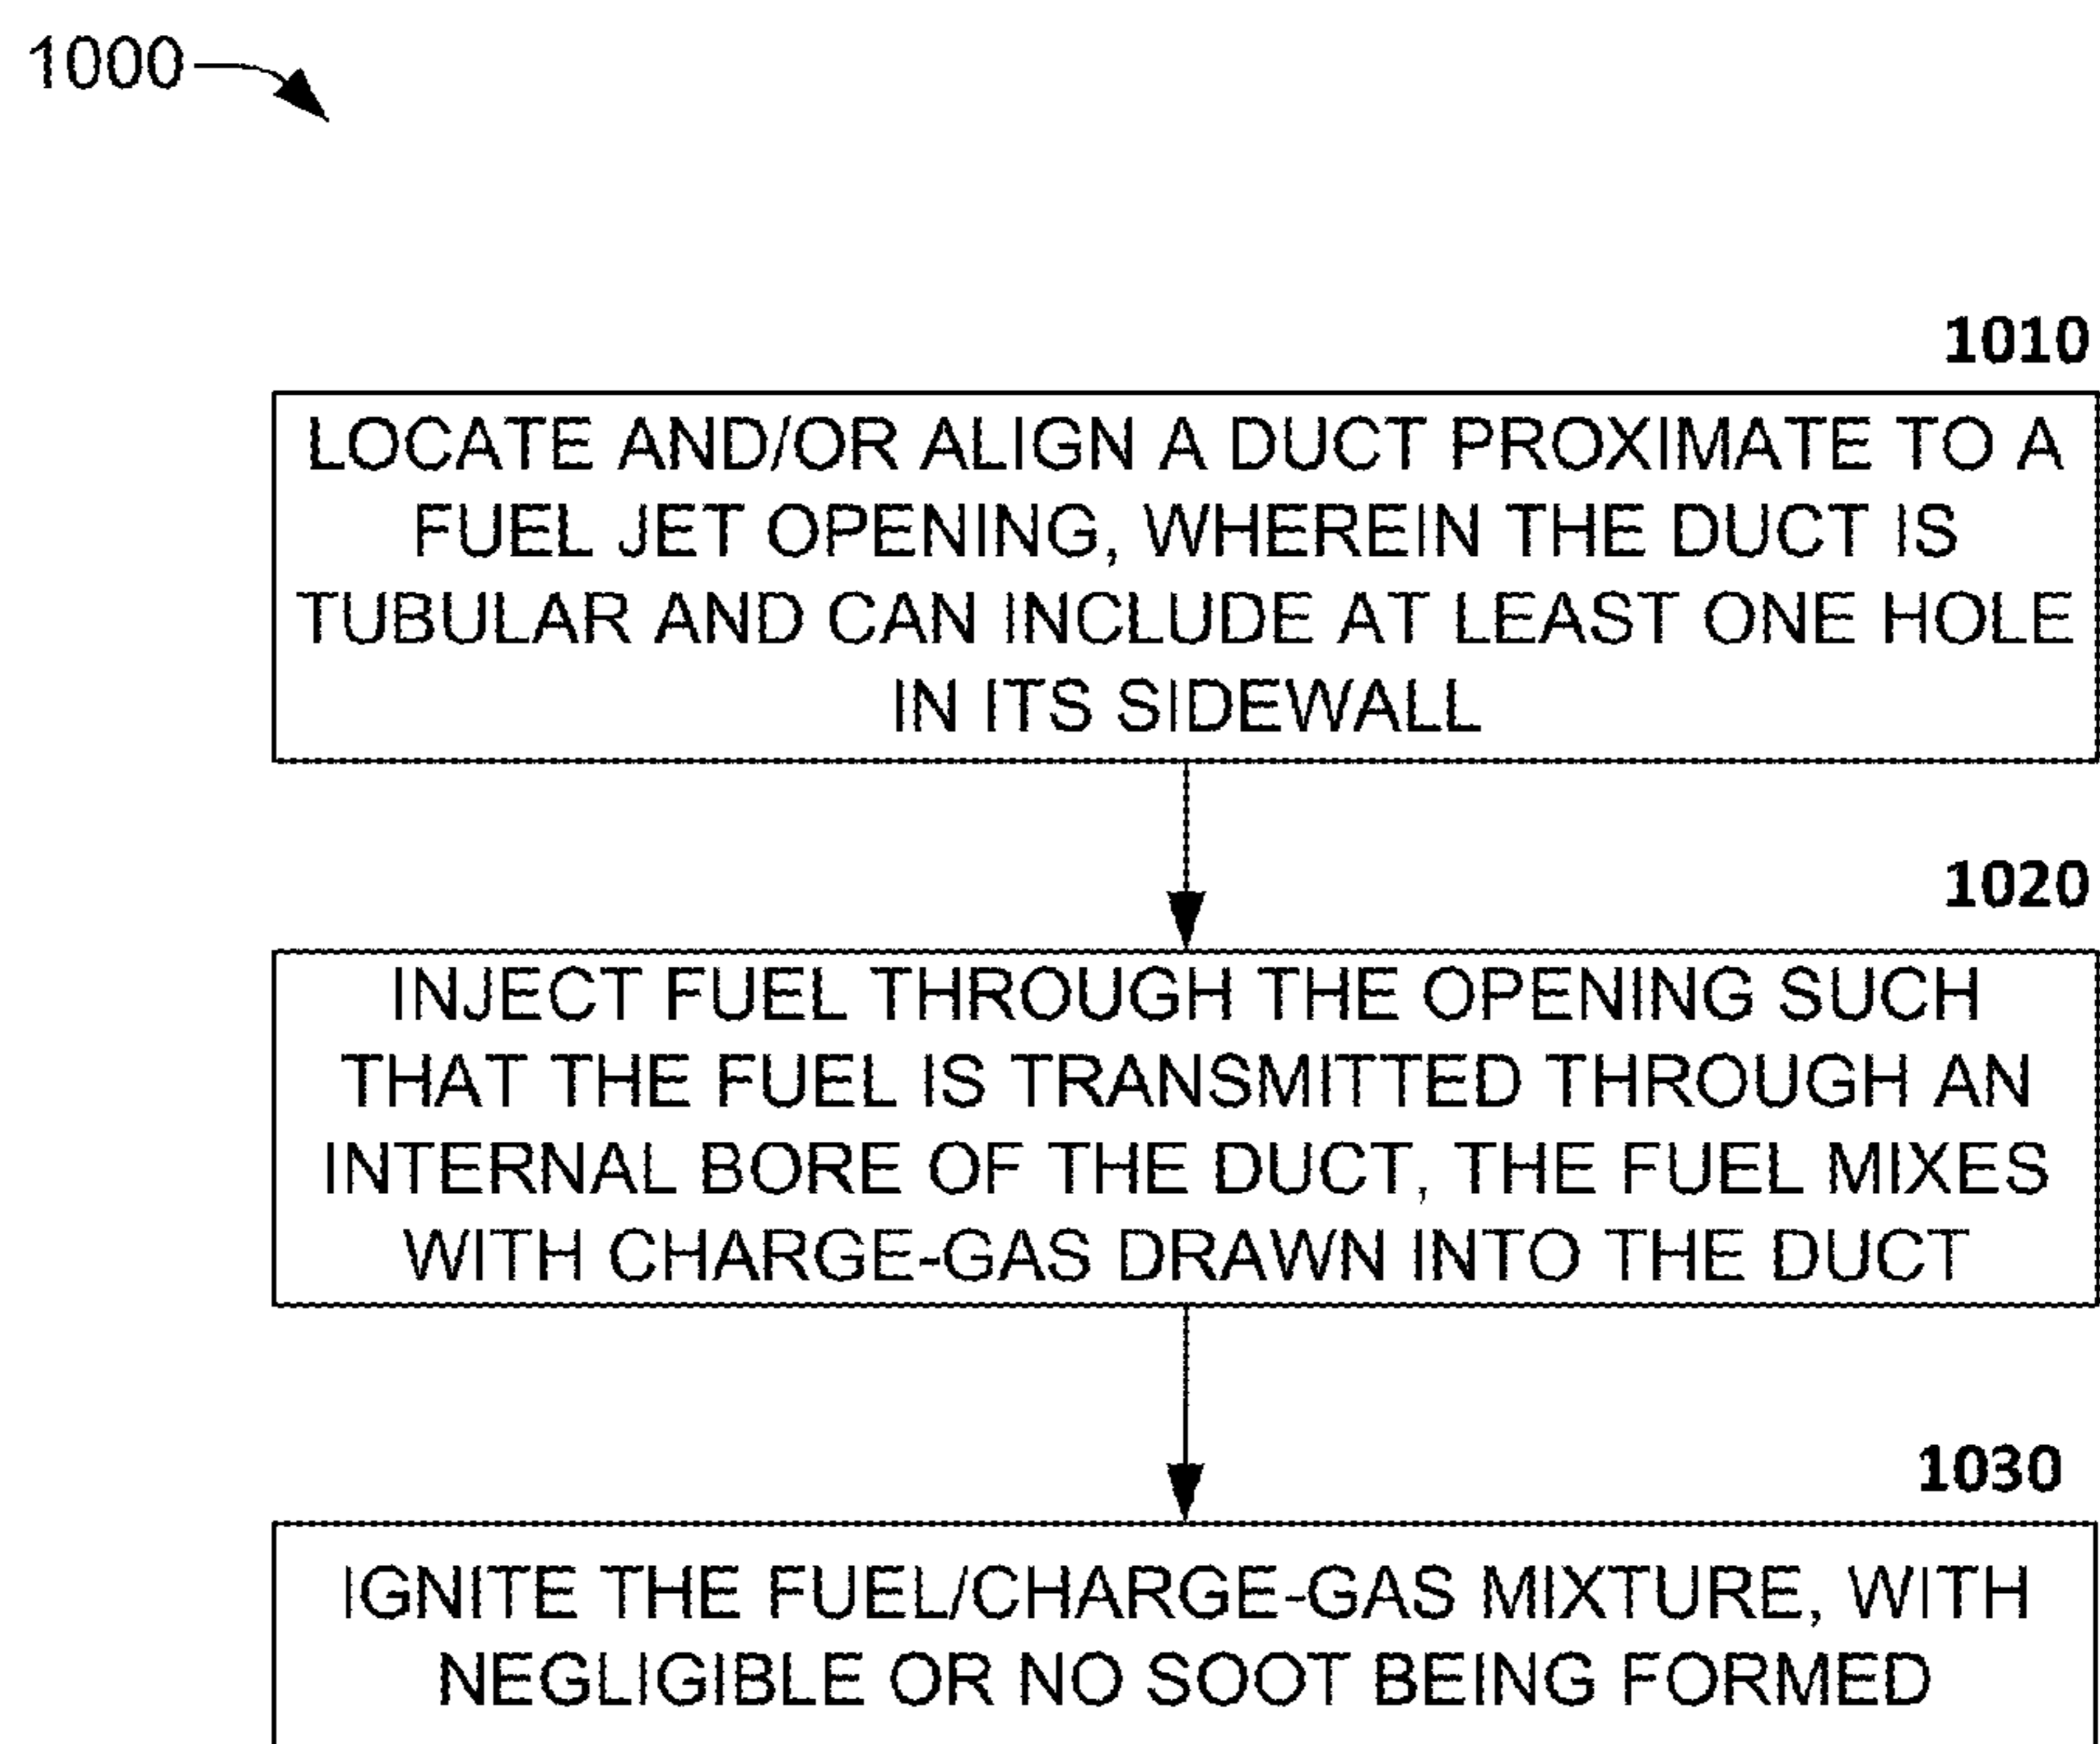 1000
1010
LOCATE AND/OR ALIGN A DUCT PROXIMATE TO A
FUEL JET OPENING, WHEREIN THE DUCT IS
TUBULAR AND CAN INCLUDE AT LEAST ONE HOLE
IN ITS SIDEWALL
1020
INJECT FUEL THROUGH THE OPENING SUCH
THAT THE FUEL IS TRANSMITTED THROUGH AN
INTERNAL BORE OF THE DUCT, THE FUEL MIXES
WITH CHARGE-GAS DRAWN INTO THE DUCT
1030
IGNITE THE FUEL/CHARGE-GAS MIXTURE, WITH
NEGLIGIBLE OR NO SOOT BEING FORMED